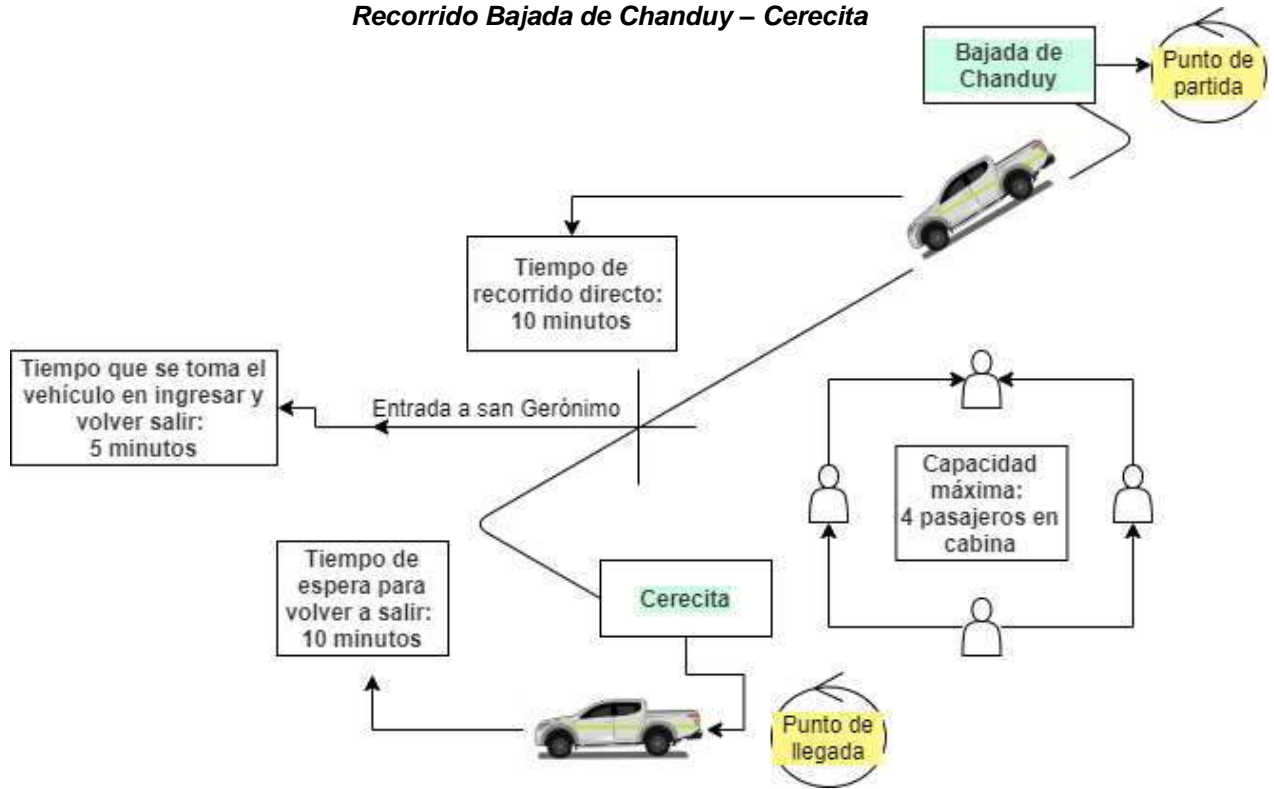 Recorrido Bajada de Chanduy – Cerecita
Bajada de
Chanduy
Punto de
partida
Tiempo de
recorrido directo:
10 minutos
Tiempo que se toma el
vehículo en ingresar y
volver salir:
5 minutos
Entrada a san Gerónimo
Capacidad
máxima:
4 pasajeros en
cabina
Tiempo de
espera para
volver a salir:
10 minutos
Cerecita
Punto de
llegada